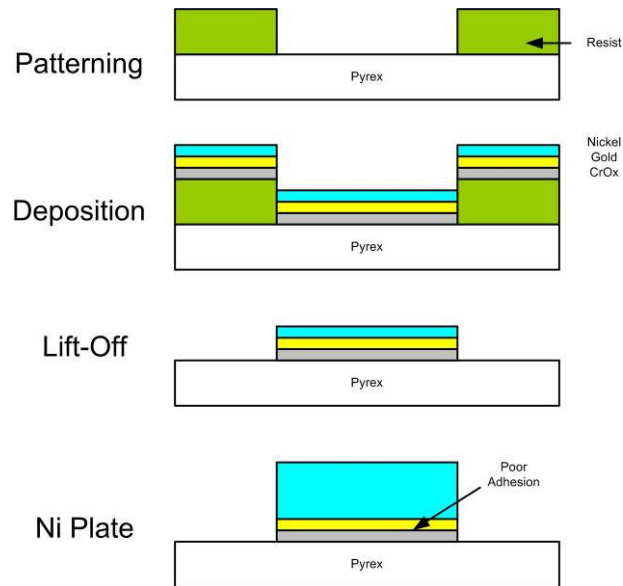 Patterning
Resist
Pyrex
Nickel
Gold
CrOx
Deposition
Pyrex
Lift-Off
Pyrex
Poor
Adhesion
Ni Plate
Pyrex